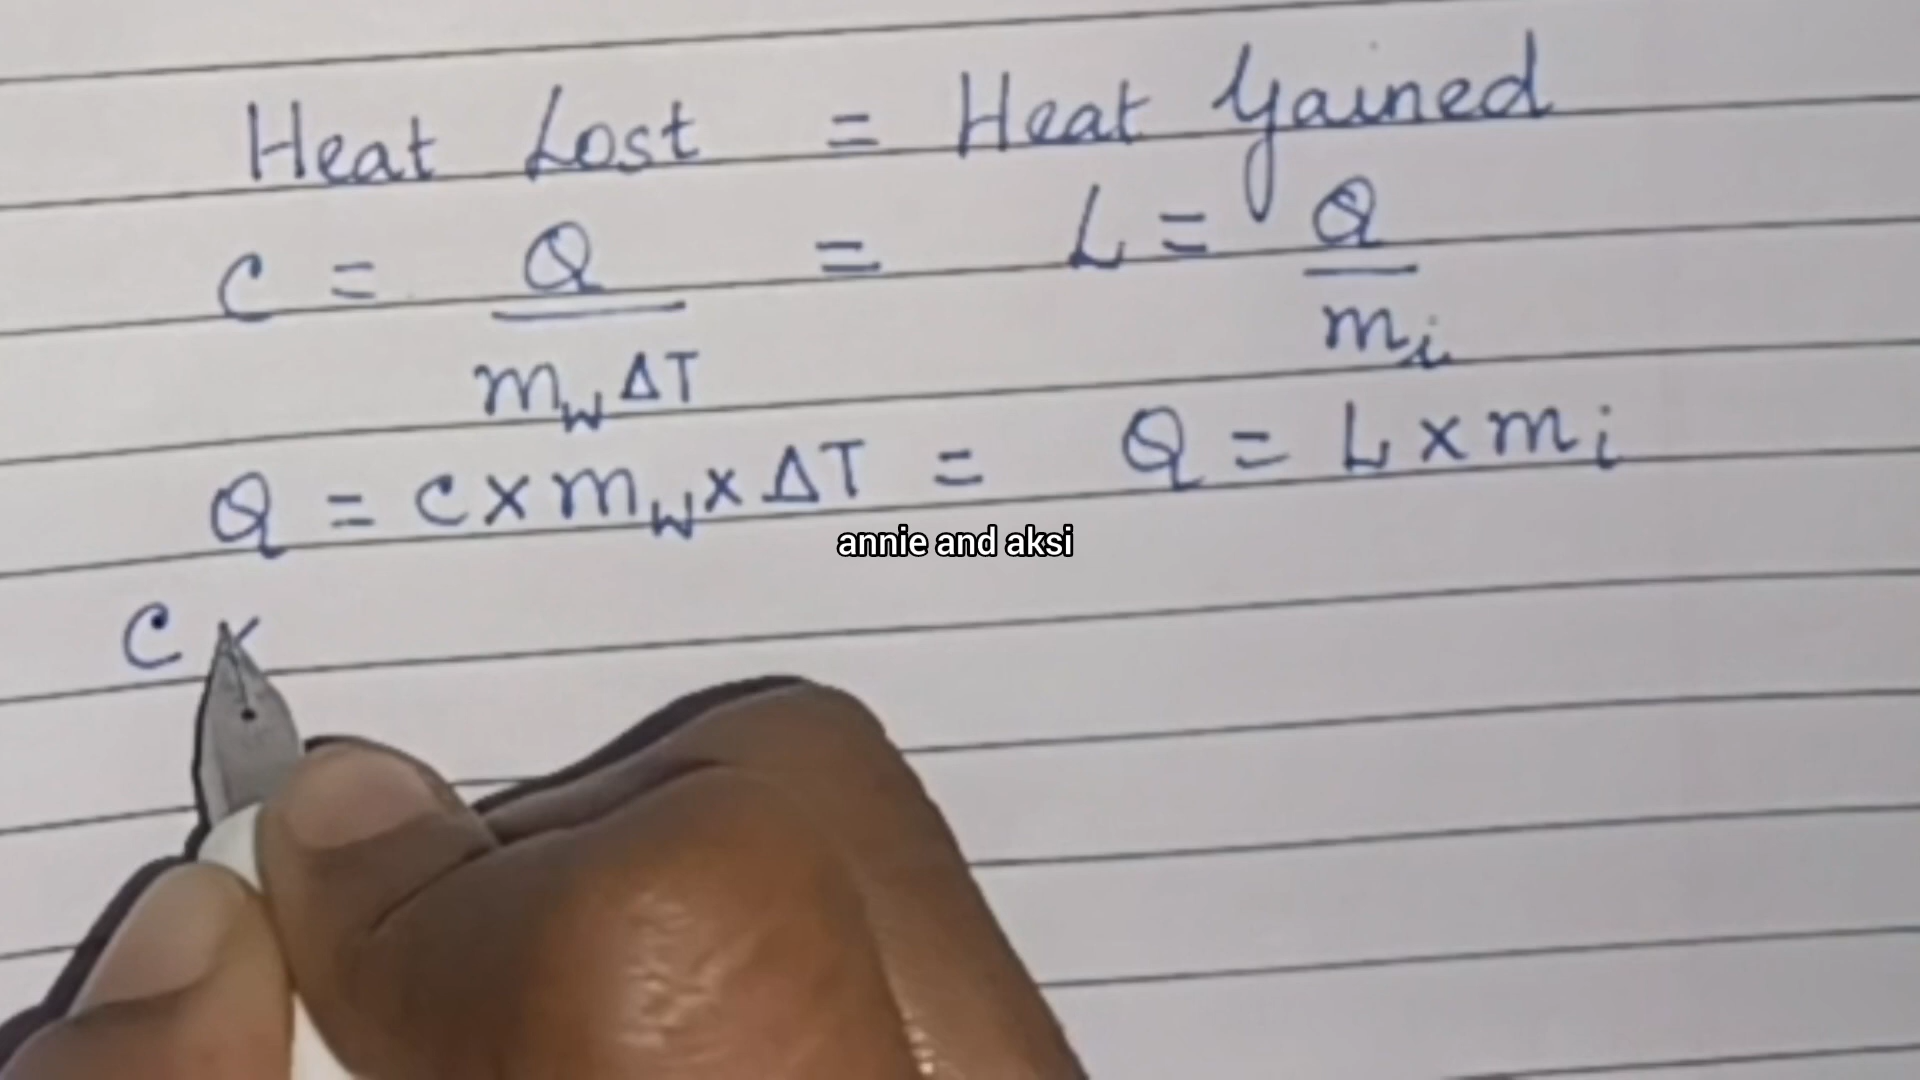 Heat Lost = Heat Gained
C = Q / m_w ΔT = L = Q / m_i
Q = C × m_w × ΔT = Q = L × m_i
annie and aksi
C ×